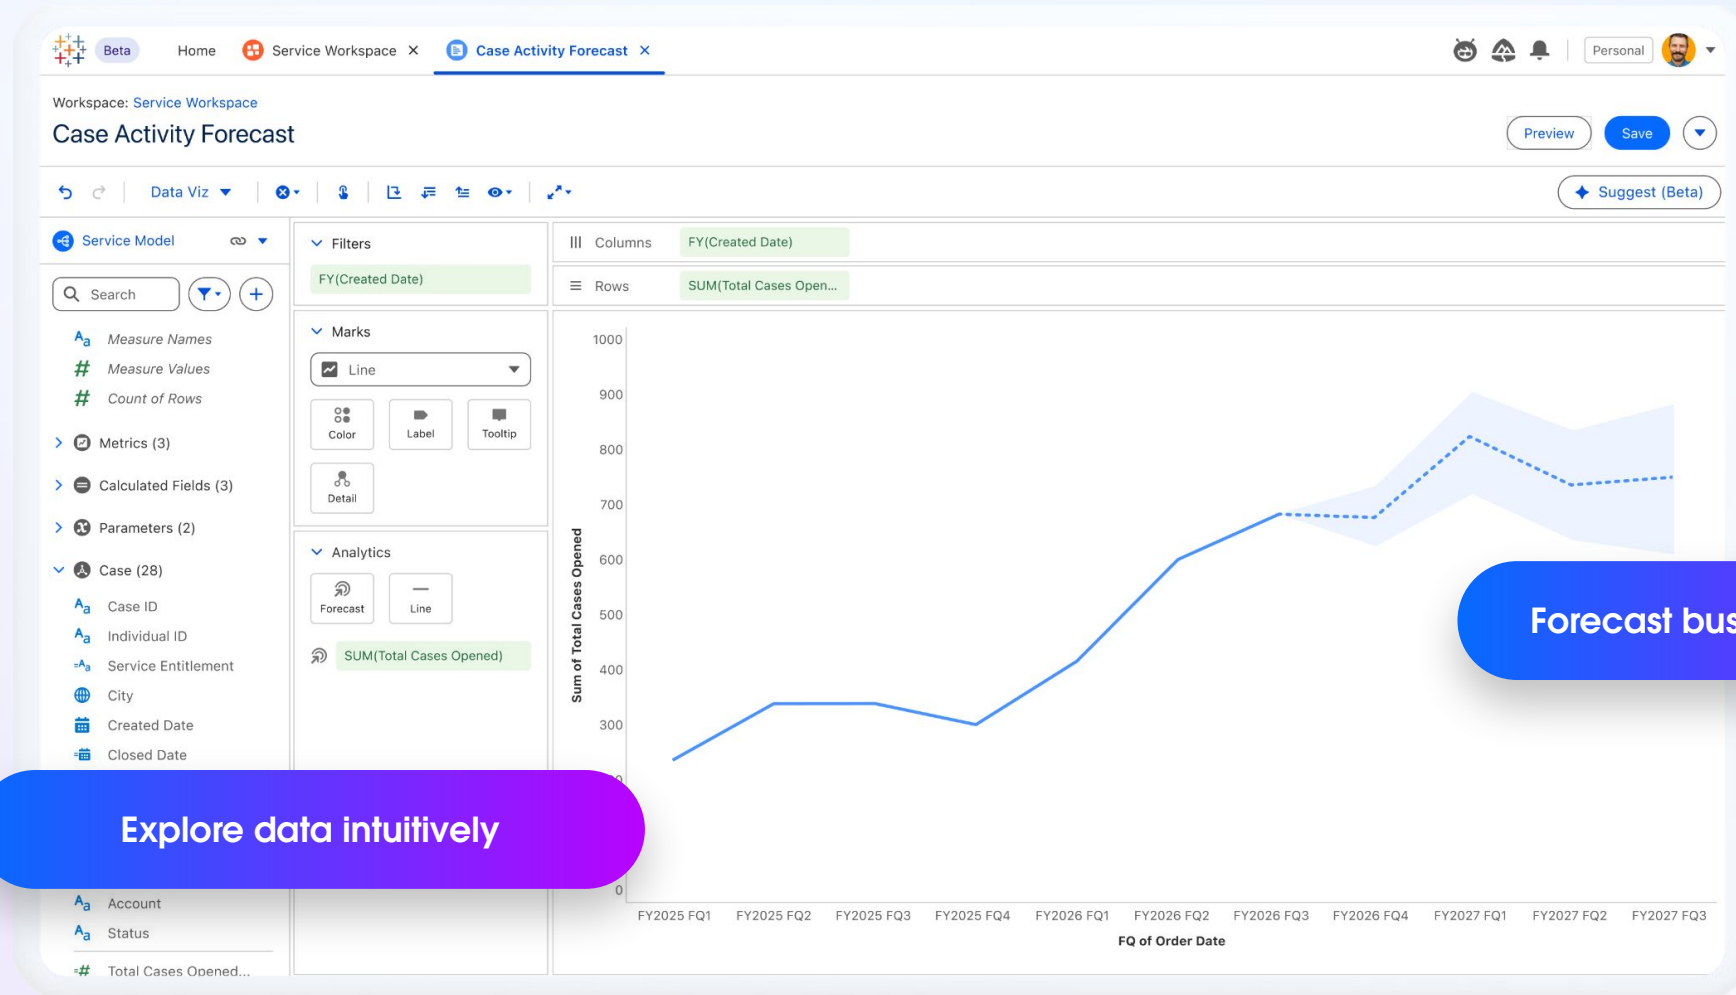 Beta
Home
Service Workspace
Case Activity Forecast
Personal
Workspace: Service Workspace
Case Activity Forecast
Preview
Save
Data Viz
Suggest (Beta)
Service Model
Search
Aa Measure Names
# Measure Values
# Count of Rows
Metrics (3)
Calculated Fields (3)
Parameters (2)
Case (28)
Aa Case ID
Aa Individual ID
=Aa Service Entitlement
City
Created Date
Closed Date
Aa Account
Aa Status
=# Total Cases Opened...
Filters
FY(Created Date)
Marks
Line
Color
Label
Tooltip
Detail
Analytics
Forecast
Line
SUM(Total Cases Opened)
Columns
FY(Created Date)
Rows
SUM(Total Cases Open...
1000
900
800
700
600
500
400
300
0
Sum of Total Cases Opened
FY2025 FQ1
FY2025 FQ2
FY2025 FQ3
FY2025 FQ4
FY2026 FQ1
FY2026 FQ2
FY2026 FQ3
FY2026 FQ4
FY2027 FQ1
FY2027 FQ2
FY2027 FQ3
FQ of Order Date
Explore data intuitively
Forecast bus